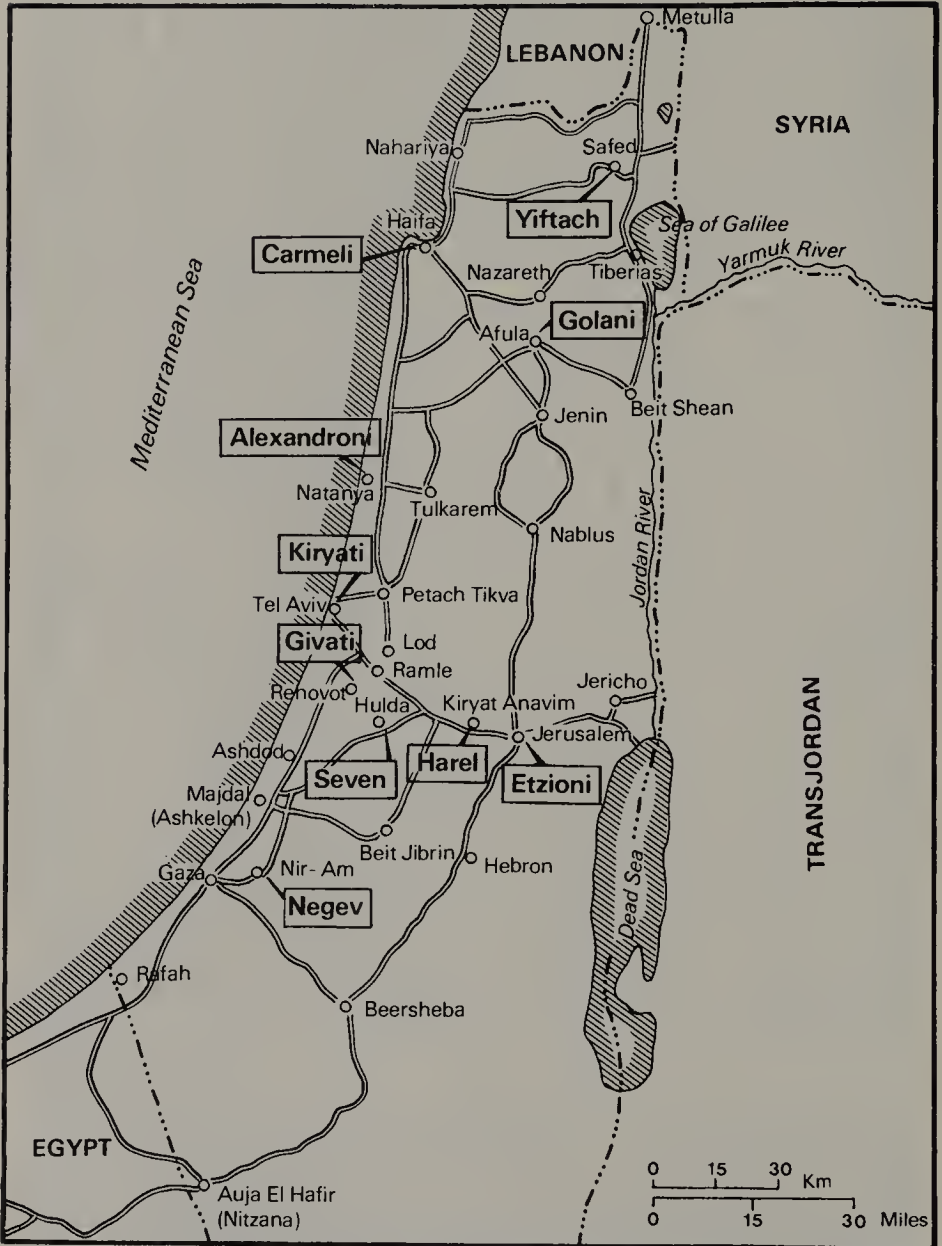 Metulla
LEBANON
SYRIA
Nahariya
Safed
Yiftach
Haifa
Sea of Galilee
Carmeli
Nazareth
Tiberias
Yarmuk River
Mediterranean Sea
Afula
Golani
Beit Shean
Jenin
Alexandroni
Natanya
Tulkarem
Nablus
Jordan River
Kiryati
Tel Aviv
Petach Tikva
Givati
Lod
Ramle
Rehovot
Hulda
Kiryat Anavim
Jericho
Jerusalem
Ashdod
Seven
Harel
Etzioni
TRANSJORDAN
Majdal
(Ashkelon)
Beit Jibrin
Hebron
Dead Sea
Gaza
Nir-Am
Negev
Rafah
Beersheba
EGYPT
Auja El Hafir
(Nitzana)
0 15 30 Km
0 15 30 Miles